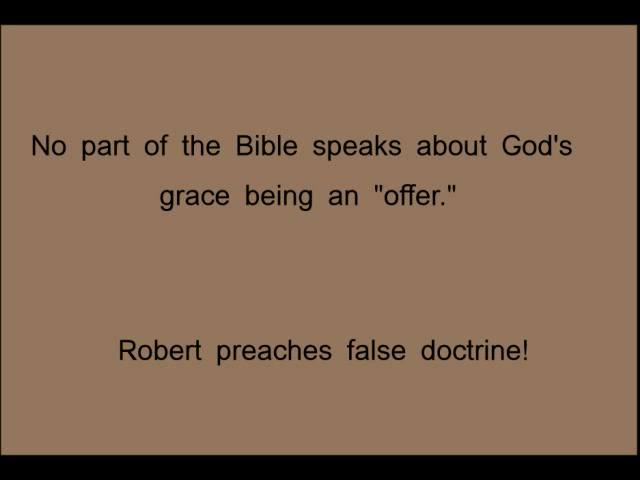 No part of the Bible speaks about God's
grace being an "offer."
Robert preaches false doctrine!